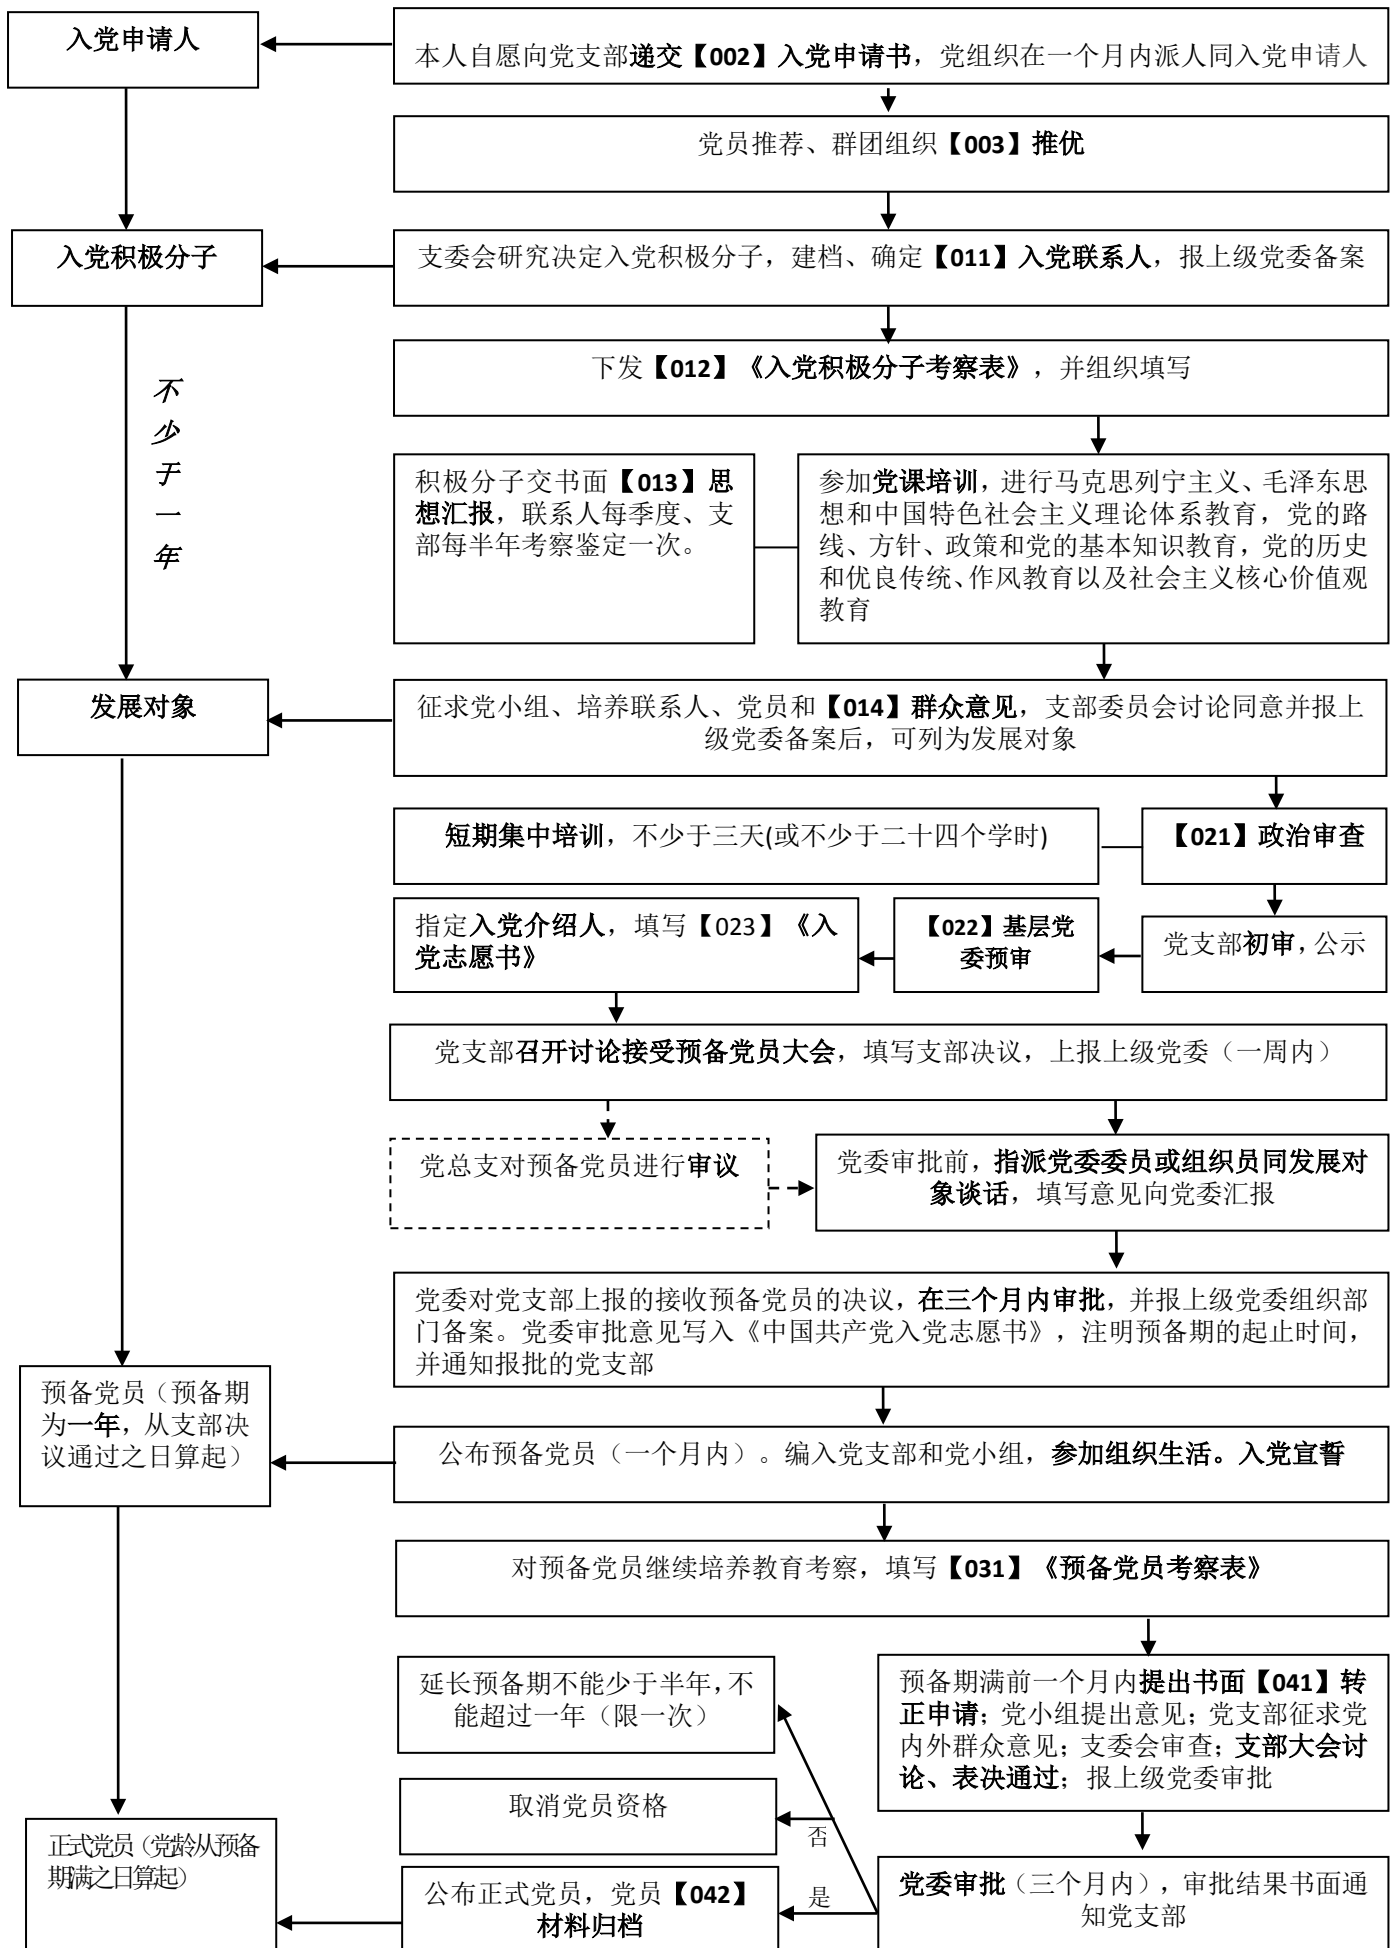 入党申请人
本人自愿向党支部递交【002】入党申请书，党组织在一个月内派人同入党申请人
党员推荐、群团组织【003】推优
入党积极分子
支委会研究决定入党积极分子，建档、确定【011】入党联系人，报上级党委备案
下发【012】《入党积极分子考察表》，并组织填写
不
少
于
一
年
积极分子交书面【013】思
想汇报，联系人每季度、支
部每半年考察鉴定一次。
参加党课培训，进行马克思列宁主义、毛泽东思
想和中国特色社会主义理论体系教育，党的路
线、方针、政策和党的基本知识教育，党的历史
和优良传统、作风教育以及社会主义核心价值观
教育
发展对象
征求党小组、培养联系人、党员和【014】群众意见，支部委员会讨论同意并报上
级党委备案后，可列为发展对象
短期集中培训，不少于三天(或不少于二十四个学时)
【021】政治审查
指定入党介绍人，填写【023】《入
党志愿书》
【022】基层党
委预审
党支部初审，公示
党支部召开讨论接受预备党员大会，填写支部决议，上报上级党委（一周内）
党总支对预备党员进行审议
党委审批前，指派党委委员或组织员同发展对
象谈话，填写意见向党委汇报
党委对党支部上报的接收预备党员的决议，在三个月内审批，并报上级党委组织部
门备案。党委审批意见写入《中国共产党入党志愿书》，注明预备期的起止时间，
并通知报批的党支部
预备党员（预备期
为一年，从支部决
议通过之日算起）
公布预备党员（一个月内）。编入党支部和党小组，参加组织生活。入党宣誓
对预备党员继续培养教育考察，填写【031】《预备党员考察表》
延长预备期不能少于半年，不
能超过一年（限一次）
预备期满前一个月内提出书面【041】转
正申请；党小组提出意见；党支部征求党
内外群众意见；支委会审查；支部大会讨
论、表决通过；报上级党委审批
取消党员资格
否
正式党员（党龄从预备
期满之日算起）
公布正式党员，党员【042】
材料归档
是
党委审批（三个月内），审批结果书面通
知党支部